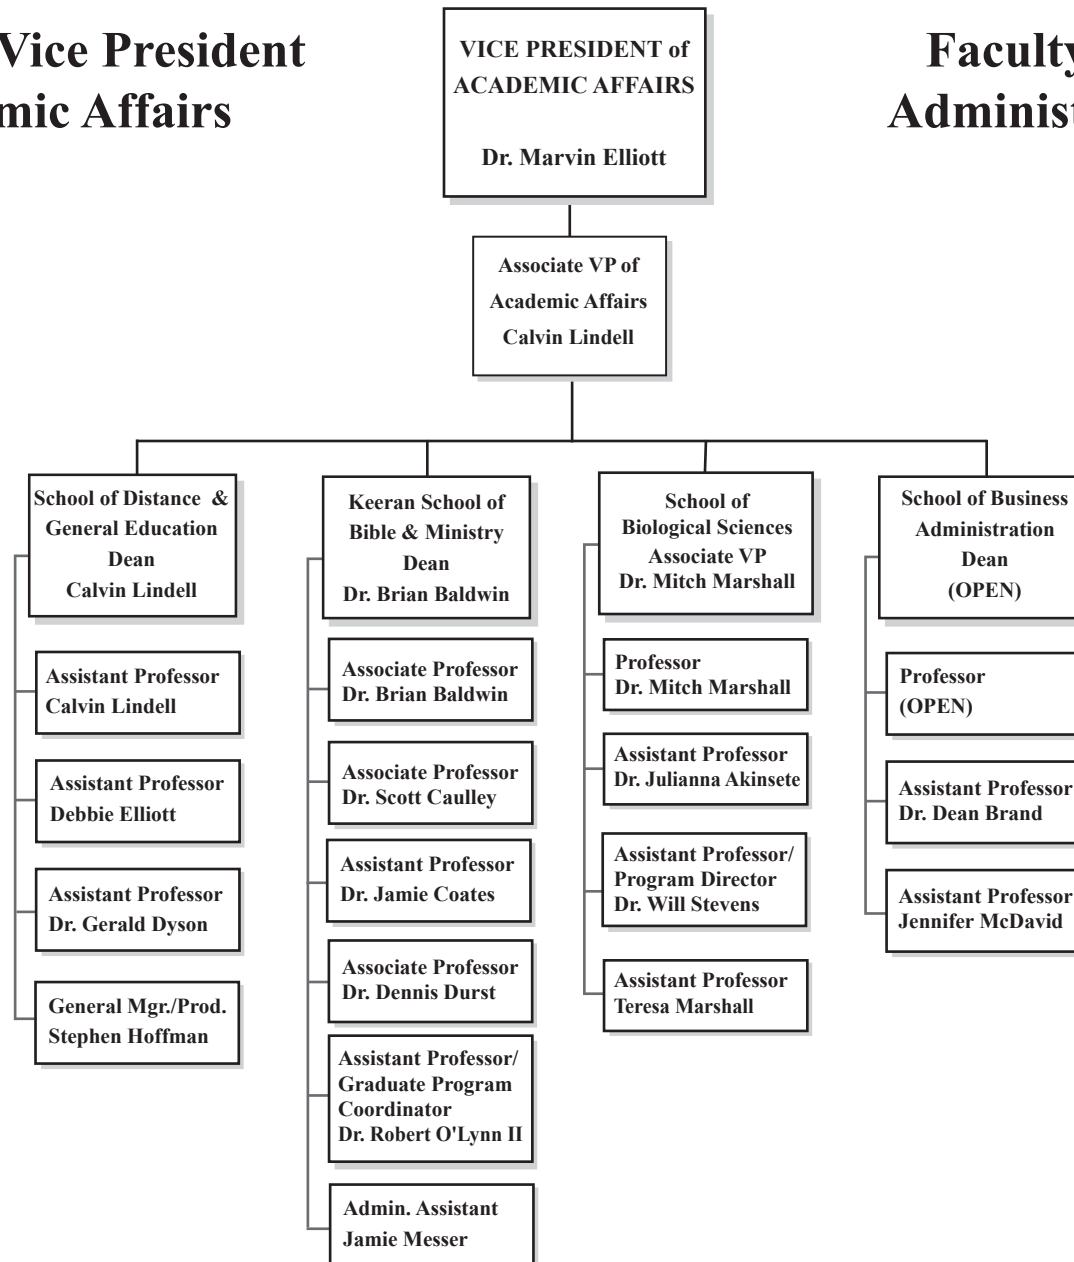 Vice President
mic Affairs
Faculty
Administ
VICE PRESIDENT of
ACADEMIC AFFAIRS
Dr. Marvin Elliott
Associate VP of
Academic Affairs
Calvin Lindell
School of Distance &
General Education
Dean
Calvin Lindell
Assistant Professor
Calvin Lindell
Assistant Professor
Debbie Elliott
Assistant Professor
Dr. Gerald Dyson
General Mgr./Prod.
Stephen Hoffman
Keeran School of
Bible & Ministry
Dean
Dr. Brian Baldwin
Associate Professor
Dr. Brian Baldwin
Associate Professor
Dr. Scott Caulley
Assistant Professor
Dr. Jamie Coates
Associate Professor
Dr. Dennis Durst
Assistant Professor/
Graduate Program
Coordinator
Dr. Robert O'Lynn II
Admin. Assistant
Jamie Messer
School of
Biological Sciences
Associate VP
Dr. Mitch Marshall
Professor
Dr. Mitch Marshall
Assistant Professor
Dr. Julianna Akinsete
Assistant Professor/
Program Director
Dr. Will Stevens
Assistant Professor
Teresa Marshall
School of Business
Administration
Dean
(OPEN)
Professor
(OPEN)
Assistant Professor
Dr. Dean Brand
Assistant Professor
Jennifer McDavid